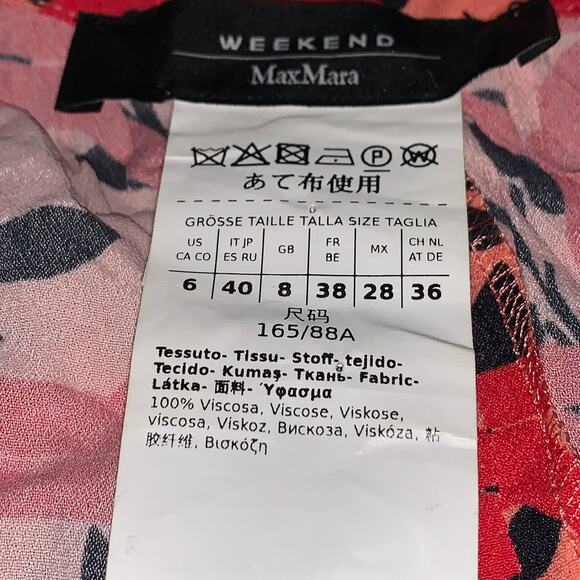 WEEKEND
MaxMara
P W
あて布使用
GRÖSSE TAILLE TALLA SIZE TAGLIA
US IT JP GB FR MX CH NL
CA CO ES RU BE AT DE
6 40 8 38 28 36
尺码
165/88A
Tessuto- Tissu- Stoff- tejido-
Tecido- Kumaş- Ткань- Fabric-
Látka- 面料- Ύφασμα
100% Viscosa, Viscose, Viskose,
viscosa, Viskoz, Вискоза, Viskóza, 粘
胶纤维, Βισκόζη